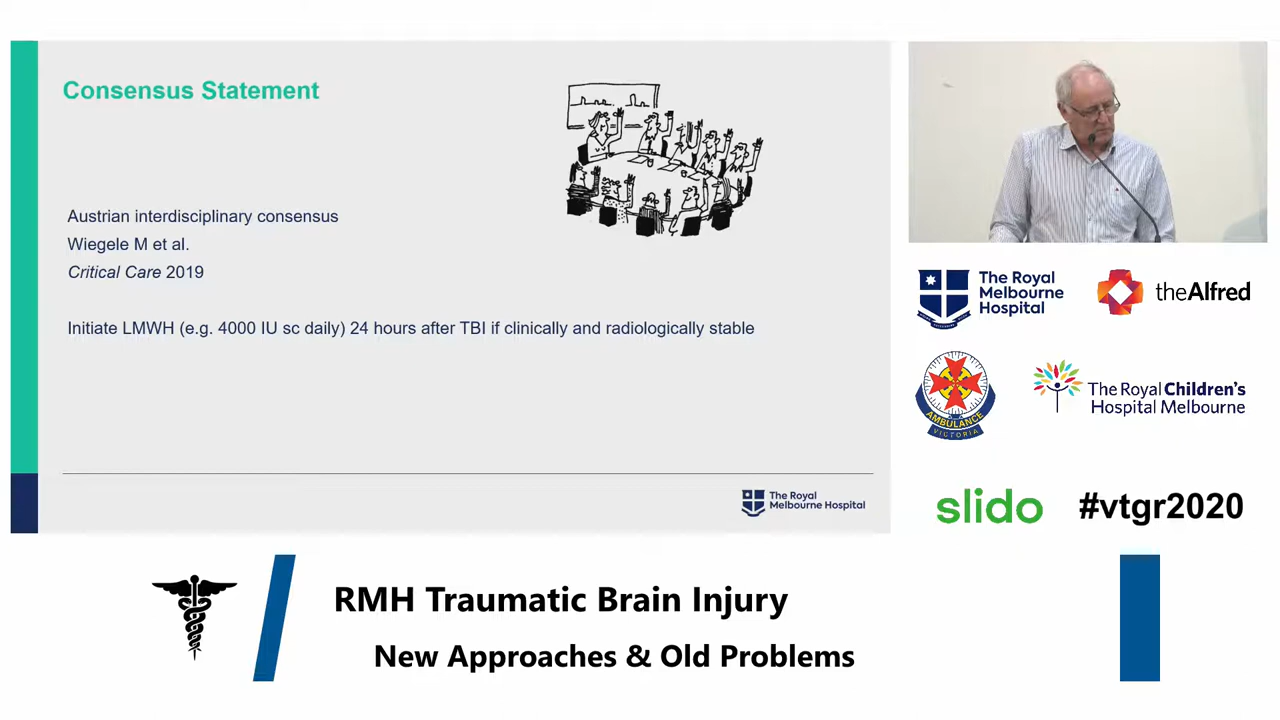 Consensus Statement
Austrian interdisciplinary consensus
Wiegele M et al.
Critical Care 2019
Initiate LMWH (e.g. 4000 IU sc daily) 24 hours after TBI if clinically and radiologically stable
The Royal
Melbourne Hospital
The Royal
Melbourne
Hospital
theAlfred
AMBULANCE
VICTORIA
The Royal Children's
Hospital Melbourne
slido
#vtgr2020
RMH Traumatic Brain Injury
New Approaches & Old Problems